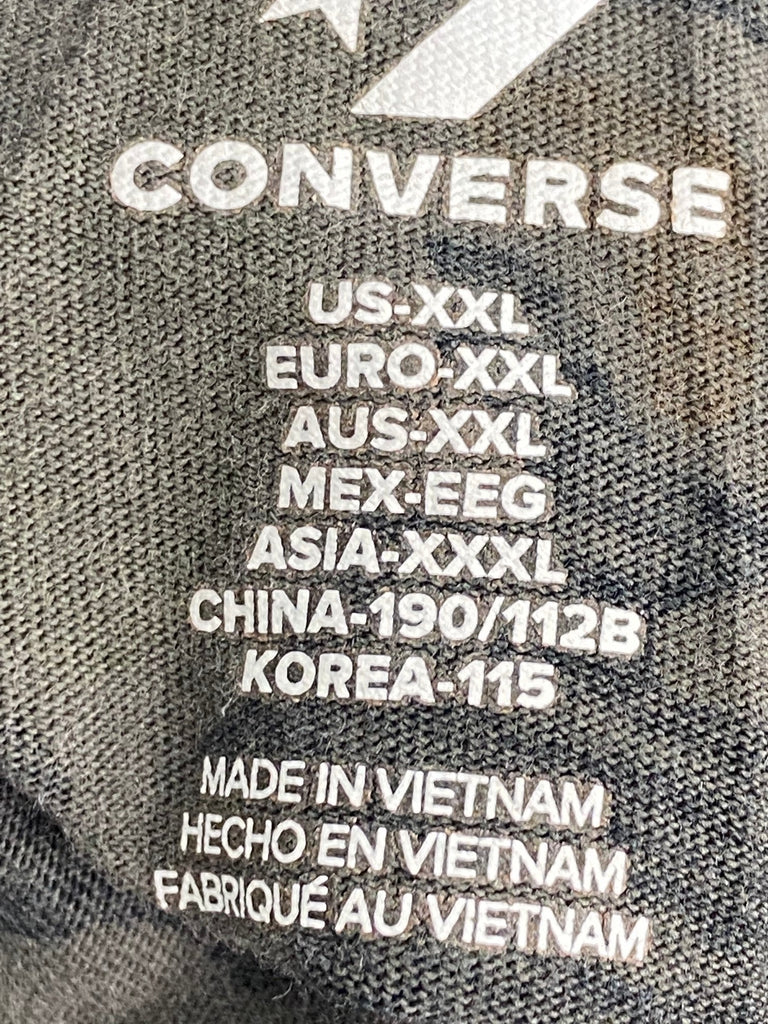 CONVERSE
US-XXL
EURO-XXL
AUS-XXL
MEX-EEG
ASIA-XXXL
CHINA-190/112B
KOREA-115
MADE IN VIETNAM
HECHO EN VIETNAM
FABRIQUÉ AU VIETNAM